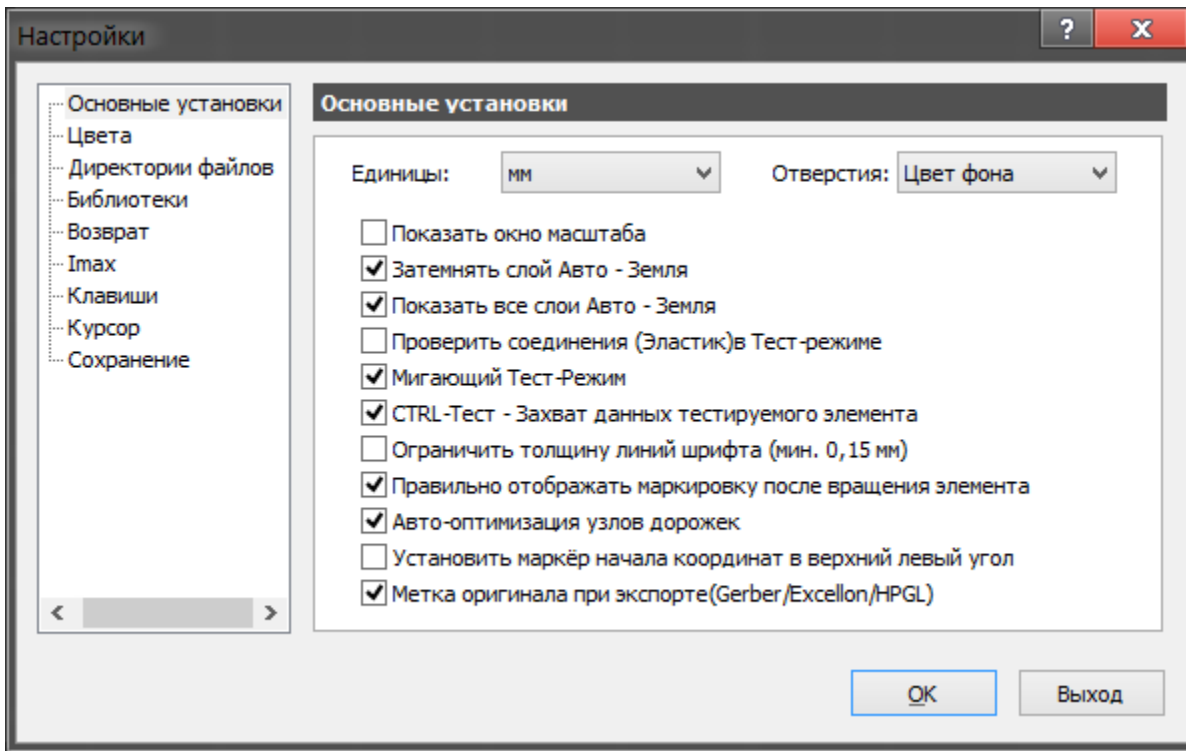 Настройки
?
x
Основные установки
Цвета
Директории файлов
Библиотеки
Возврат
Imax
Клавиши
Курсор
Сохранение
Основные установки
Единицы: мм Отверстия: Цвет фона
Показать окно масштаба
Затемнять слой Авто - Земля
Показать все слои Авто - Земля
Проверить соединения (Эластик)в Тест-режиме
Мигающий Тест-Режим
CTRL-Тест - Захват данных тестируемого элемента
Ограничить толщину линий шрифта (мин. 0,15 мм)
Правильно отображать маркировку после вращения элемента
Авто-оптимизация узлов дорожек
Установить маркёр начала координат в верхний левый угол
Метка оригинала при экспорте(Gerber/Excellon/HPGL)
OK Выход